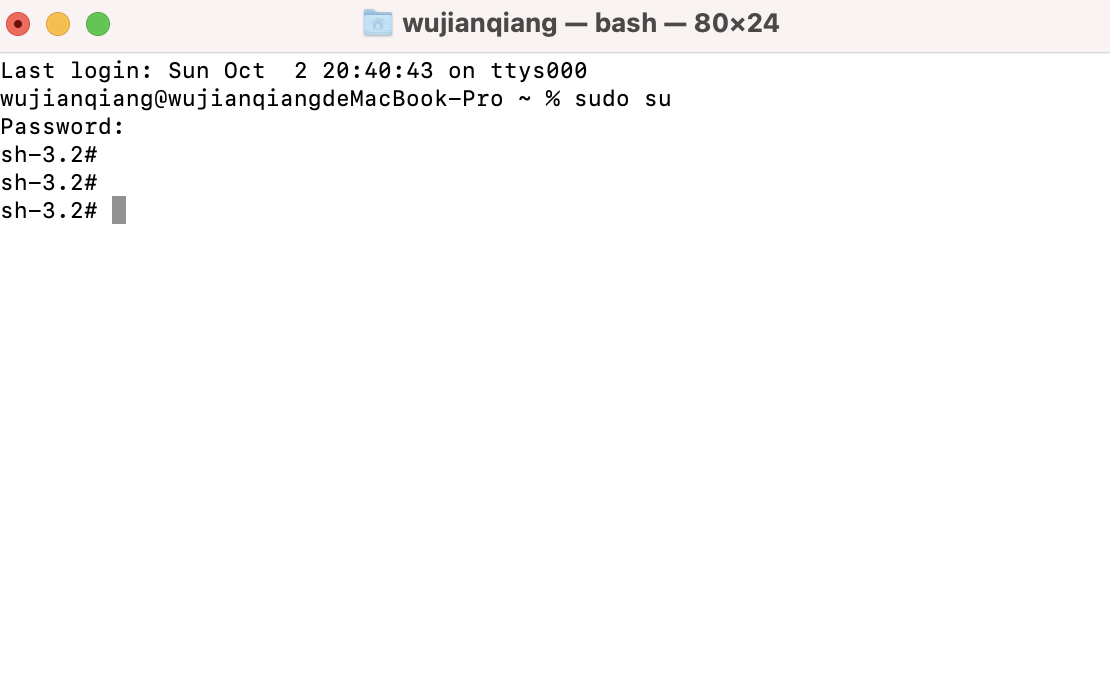 wujianqiang — bash — 80×24
Last login: Sun Oct  2 20:40:43 on ttys000
wujianqiang@wujianqiangdeMacBook-Pro ~ % sudo su
Password:
sh-3.2#
sh-3.2#
sh-3.2#